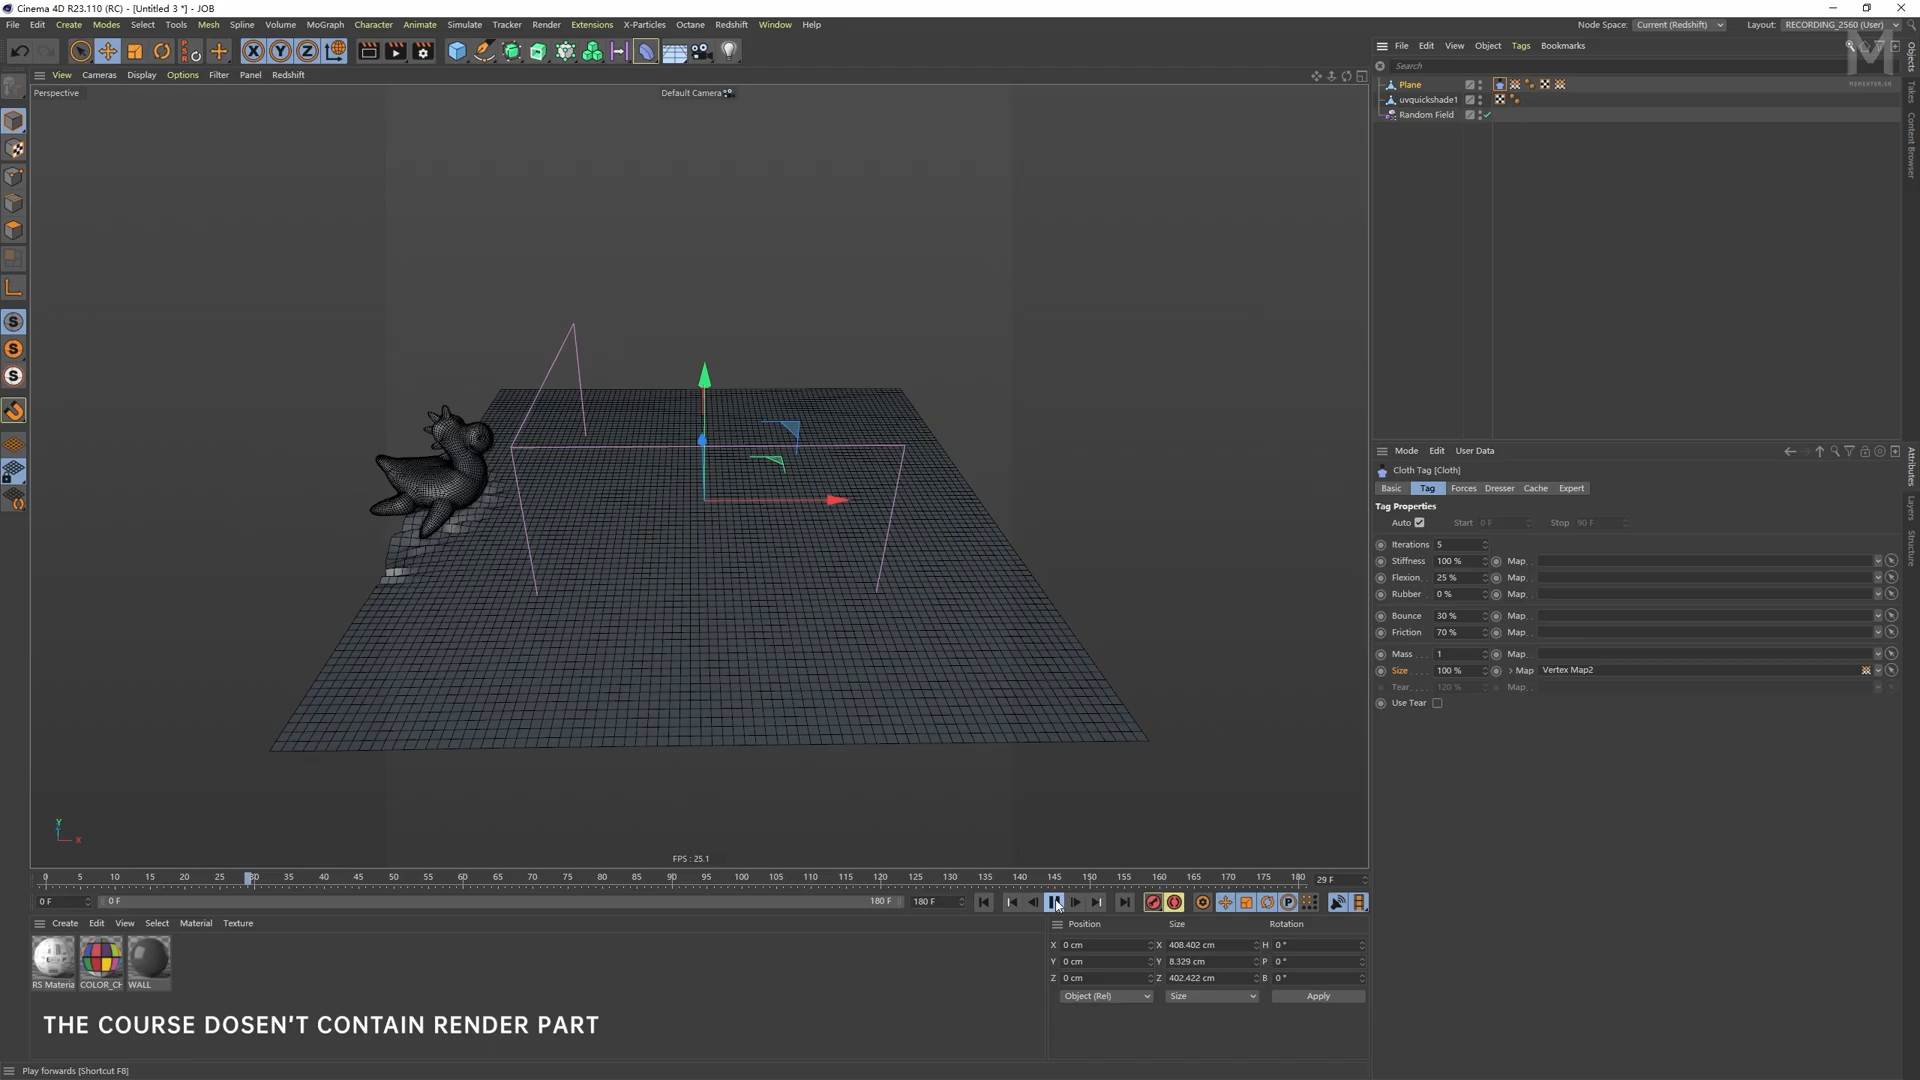 Cinema 4D R23.110 (RC) - [Untitled 3 *] - JOB
File Edit Create Modes Select Tools Mesh Spline Volume MoGraph Character Animate Simulate Tracker Render Extensions X-Particles Octane Redshift Window Help
Node Space: Current (Redshift) Layout: RECORDING_2560 (User)
File Edit View Object Tags Bookmarks
Search
Plane
uvquickshade1
Random Field
Objects
Takes
Content Browser
View Cameras Display Options Filter Panel Redshift
Perspective
Default Camera
FPS : 25.1
Mode Edit User Data
Cloth Tag [Cloth]
Basic Tag Forces Dresser Cache Expert
Tag Properties
Auto Start 0 F Stop 90 F
Iterations 5
Stiffness 100 % Map
Flexion 25 % Map
Rubber 0 % Map
Bounce 30 % Map
Friction 70 % Map
Mass 1 Map
Size 100 % > Map Vertex Map2
Tear 120 % Map
Use Tear
Attributes
Layers
Structure
0 5 10 15 20 25 30 35 40 45 50 55 60 65 70 75 80 85 90 95 100 105 110 115 120 125 130 135 140 145 150 155 160 165 170 175 180 29 F
0 F 0 F 180 F 180 F
Create Edit View Select Material Texture
RS Materia COLOR_CH WALL
Position Size Rotation
X 0 cm X 408.402 cm H 0 °
Y 0 cm Y 8.329 cm P 0 °
Z 0 cm Z 402.422 cm B 0 °
Object (Rel) Size Apply
THE COURSE DOSEN'T CONTAIN RENDER PART
Play forwards [Shortcut F8]